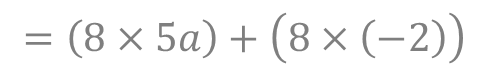 = (8 × 5a) + (8 × (−2))